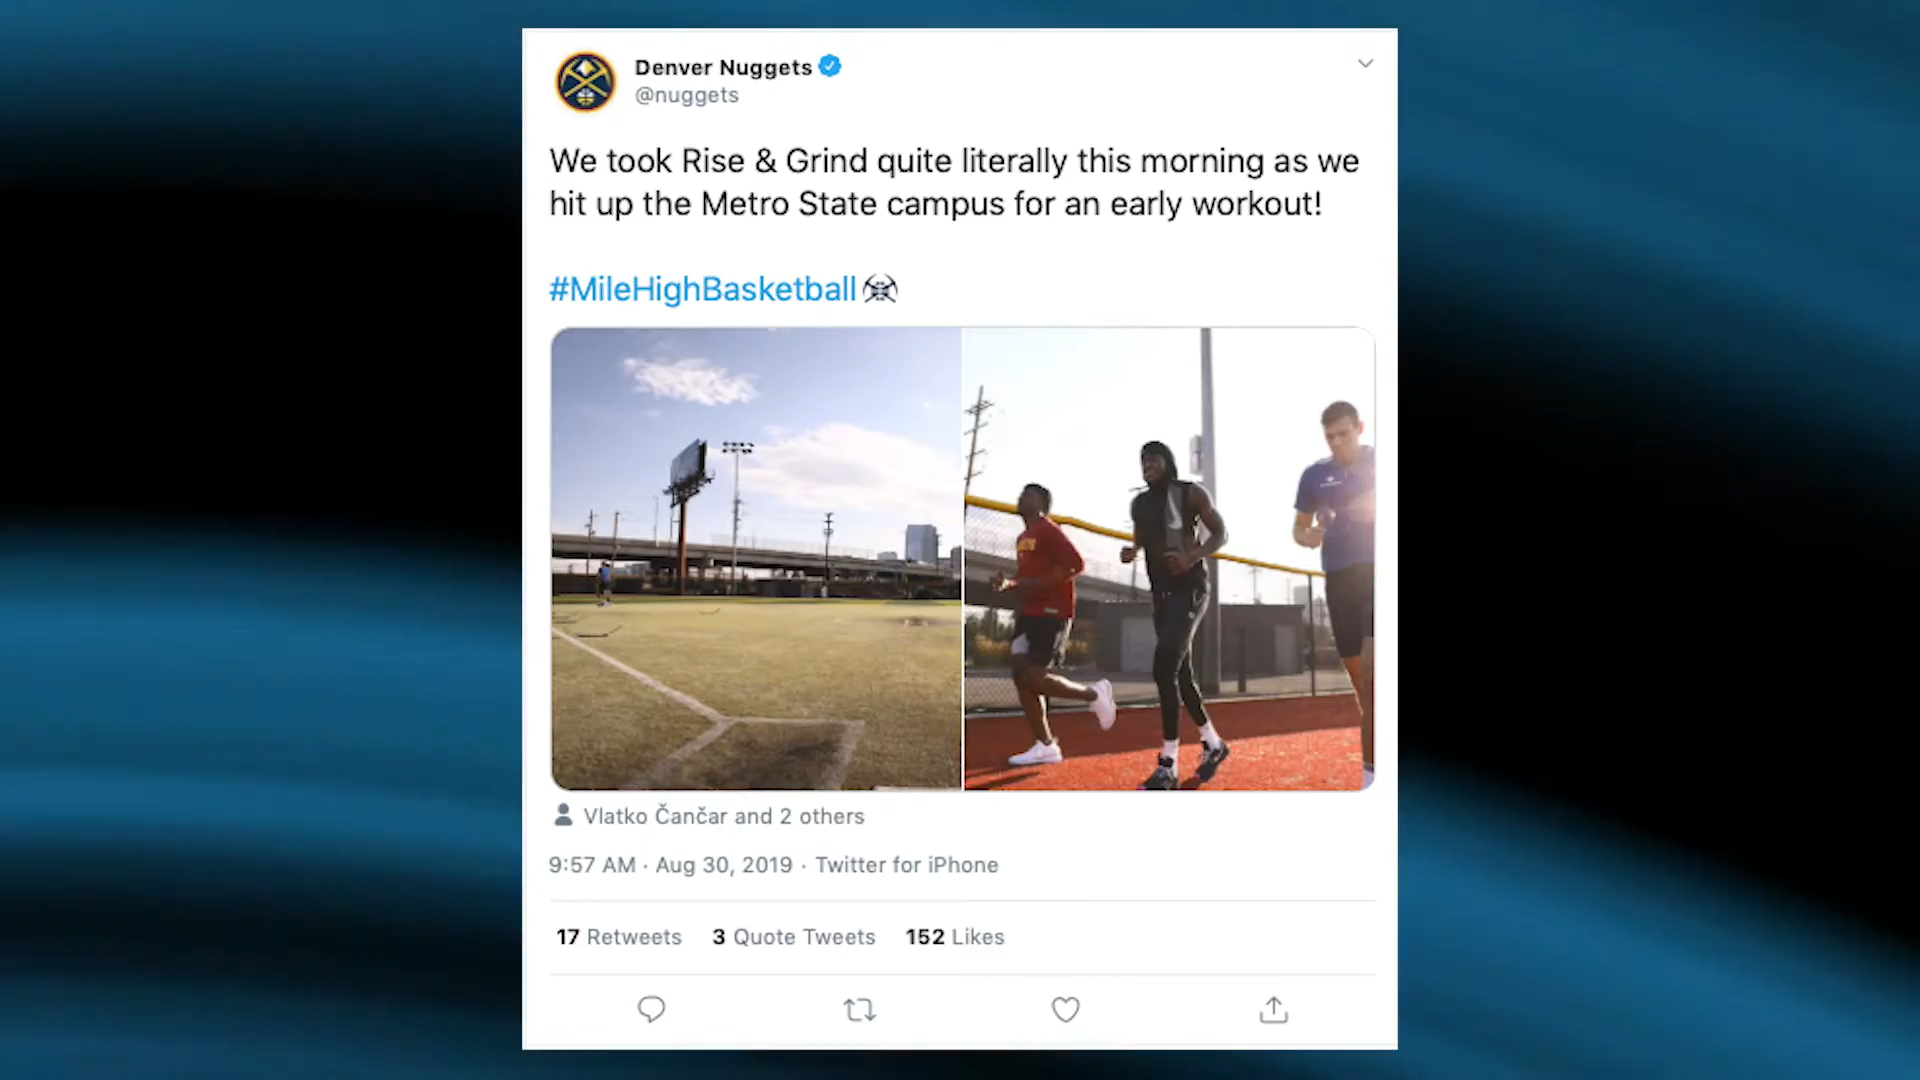 Denver Nuggets
@nuggets
We took Rise & Grind quite literally this morning as we
hit up the Metro State campus for an early workout!
#MileHighBasketball
Vlatko Čančar and 2 others
9:57 AM · Aug 30, 2019 · Twitter for iPhone
17 Retweets 3 Quote Tweets 152 Likes